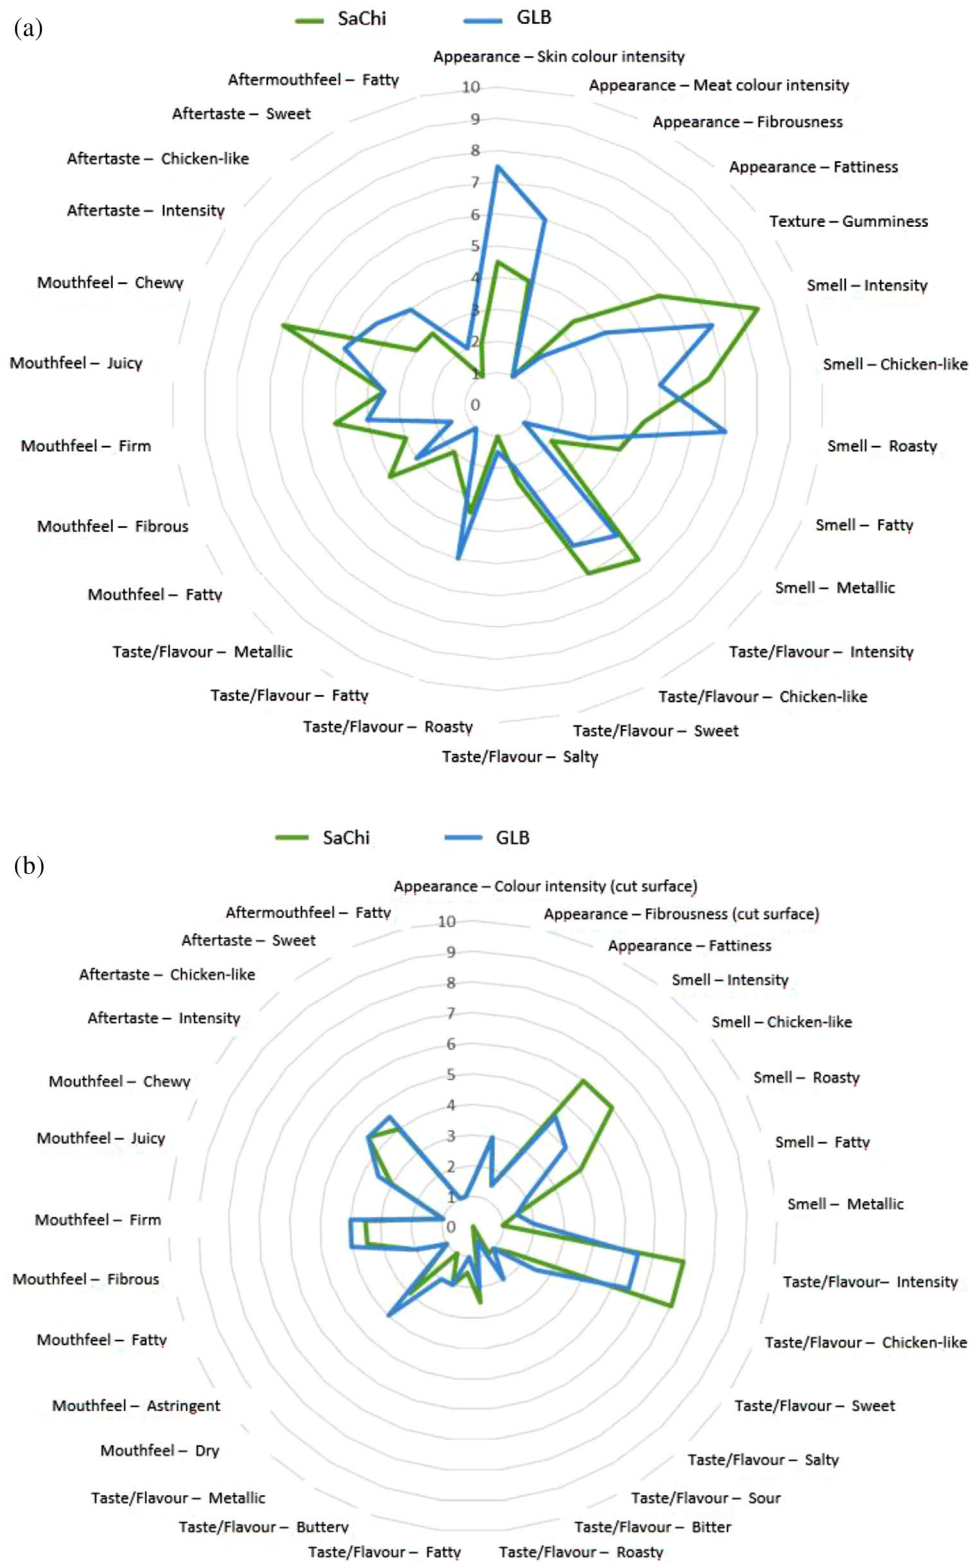 (a)
SaChi
GLB
Appearance – Skin colour intensity
Appearance – Meat colour intensity
Appearance – Fibrousness
Appearance – Fattiness
Texture – Gumminess
Smell – Intensity
Smell – Chicken-like
Smell – Roasty
Smell – Fatty
Smell – Metallic
Taste/Flavour – Intensity
Taste/Flavour – Chicken-like
Taste/Flavour – Sweet
Taste/Flavour – Salty
Taste/Flavour – Roasty
Taste/Flavour – Fatty
Taste/Flavour – Metallic
Mouthfeel – Fatty
Mouthfeel – Fibrous
Mouthfeel – Firm
Mouthfeel – Juicy
Mouthfeel – Chewy
Aftertaste – Intensity
Aftertaste – Chicken-like
Aftertaste – Sweet
Aftermouthfeel – Fatty
10
9
8
7
6
5
4
3
2
1
0
(b)
SaChi
GLB
Appearance – Colour intensity (cut surface)
Appearance – Fibrousness (cut surface)
Appearance – Fattiness
Smell – Intensity
Smell – Chicken-like
Smell – Roasty
Smell – Fatty
Smell – Metallic
Taste/Flavour– Intensity
Taste/Flavour – Chicken-like
Taste/Flavour – Sweet
Taste/Flavour – Salty
Taste/Flavour – Sour
Taste/Flavour – Bitter
Taste/Flavour – Roasty
Taste/Flavour – Fatty
Taste/Flavour – Buttery
Taste/Flavour – Metallic
Mouthfeel – Dry
Mouthfeel – Astringent
Mouthfeel – Fatty
Mouthfeel – Fibrous
Mouthfeel – Firm
Mouthfeel – Juicy
Mouthfeel – Chewy
Aftertaste – Intensity
Aftertaste – Chicken-like
Aftertaste – Sweet
Aftermouthfeel – Fatty
10
9
8
7
6
5
4
3
2
1
0